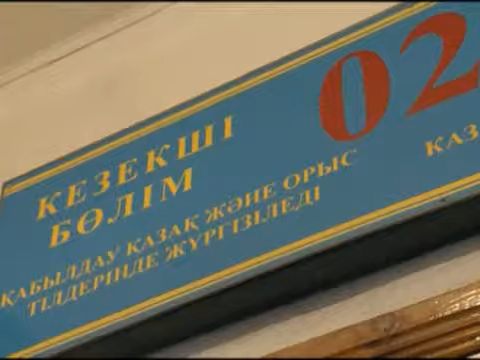 КЕЗЕКШІ
БӨЛІМ
02
ҚАБЫЛДАУ ҚАЗАҚ ЖӘНЕ ОРЫС
ТІЛДЕРІНДЕ ЖҮРГІЗІЛЕДІ